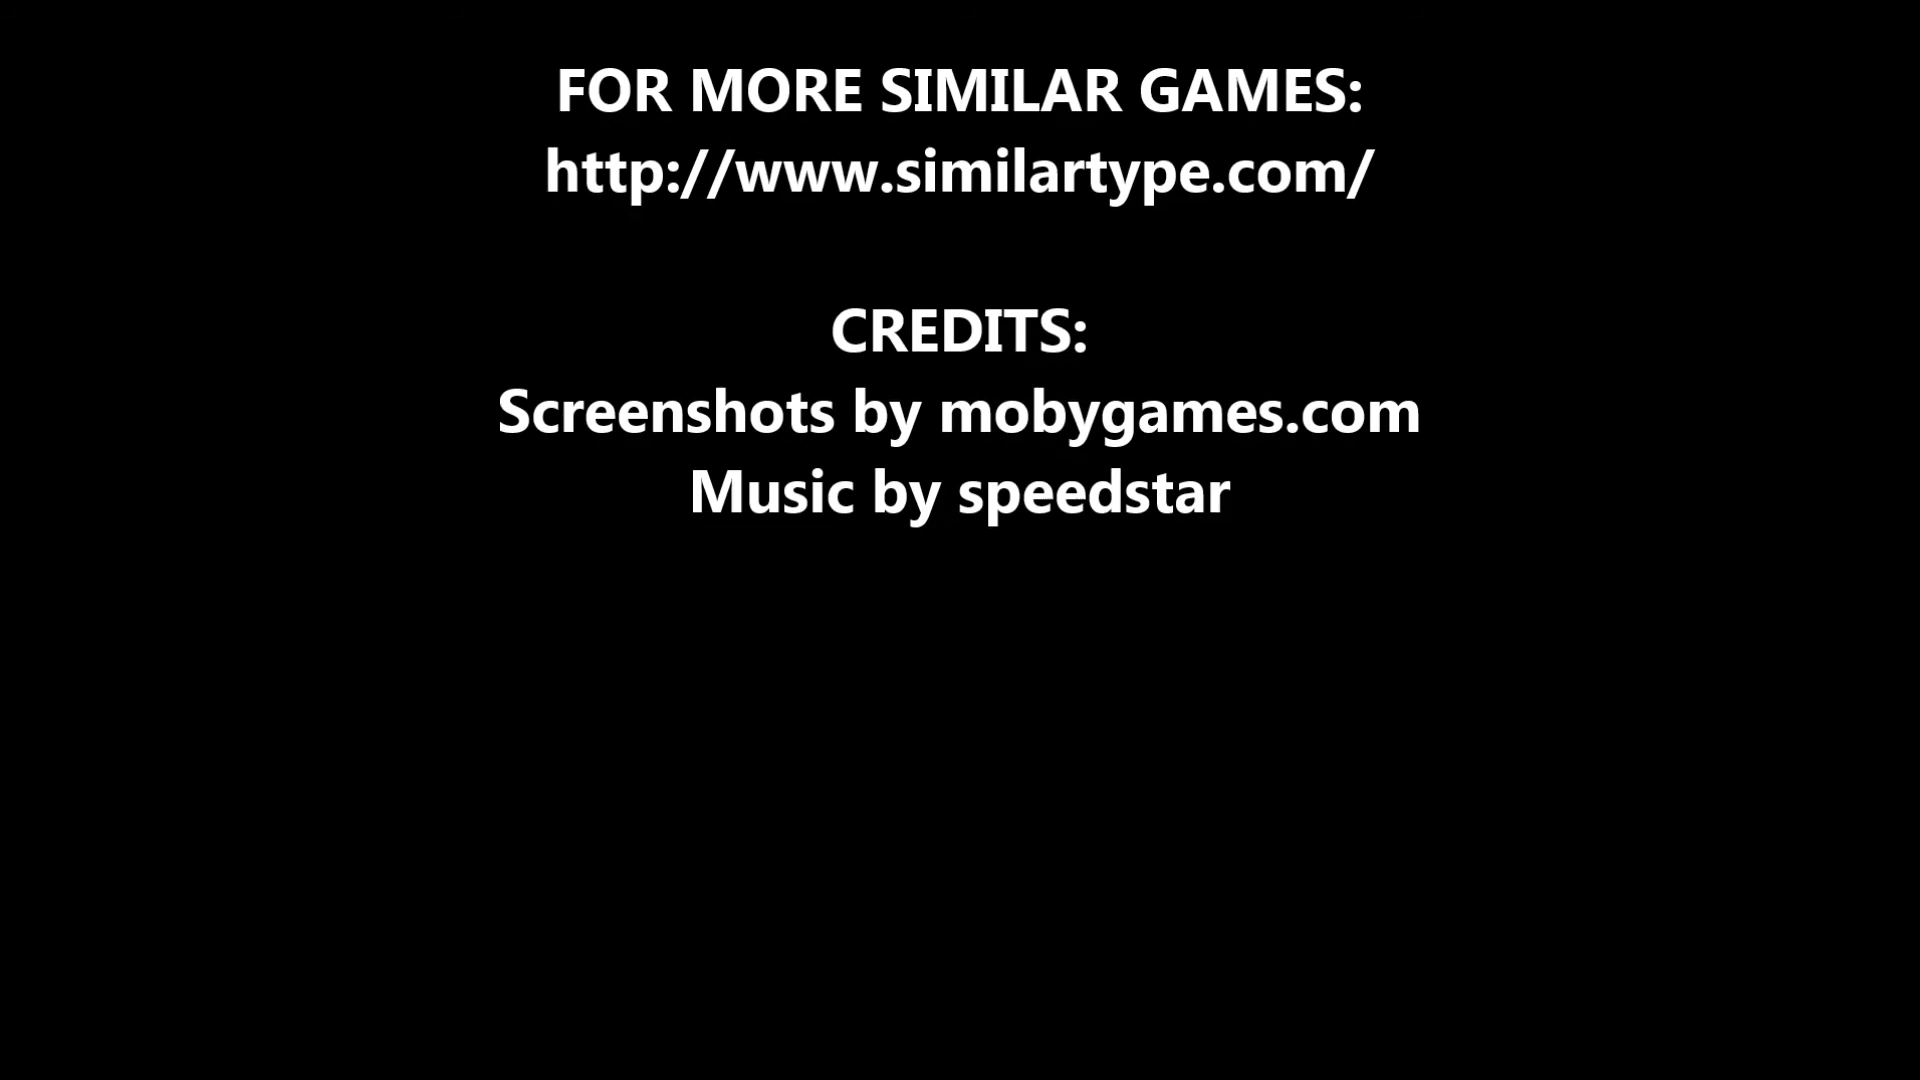 FOR MORE SIMILAR GAMES:
http://www.similartype.com/
CREDITS:
Screenshots by mobygames.com
Music by speedstar